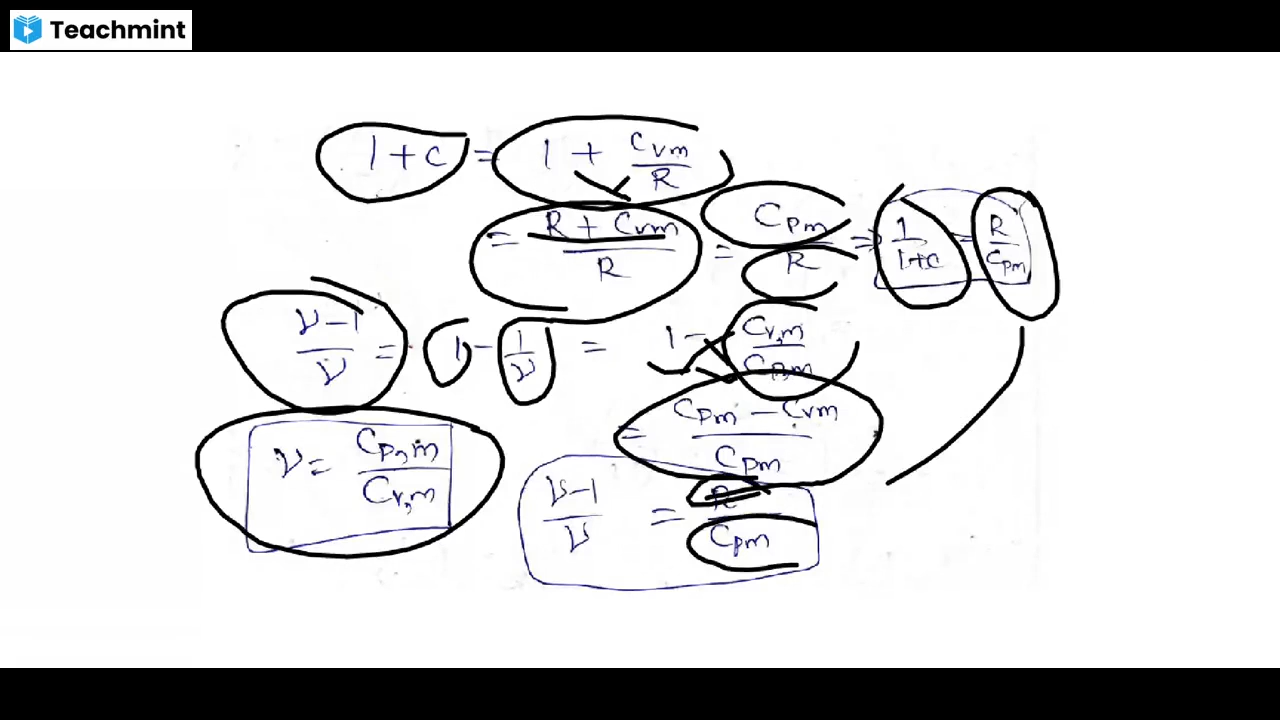 Teachmint
1 + c = 1 + Cvm/R
= R + Cvm/R = Cpm/R => 1/1+c = R/Cpm
ν-1/ν = 1 - 1/ν = 1 - Cv,m/Cp,m
= Cpm - Cvm/Cpm
ν = Cp,m/Cv,m
ν-1/ν = R/Cpm